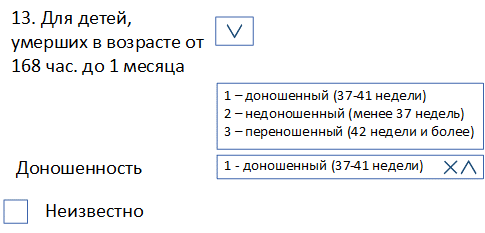 13. Для детей,
умерших в возрасте от
168 час. до 1 месяца
1 – доношенный (37-41 недели)
2 – недоношенный (менее 37 недель)
3 – переношенный (42 недели и более)
Доношенность
1 - доношенный (37-41 недели)
Неизвестно